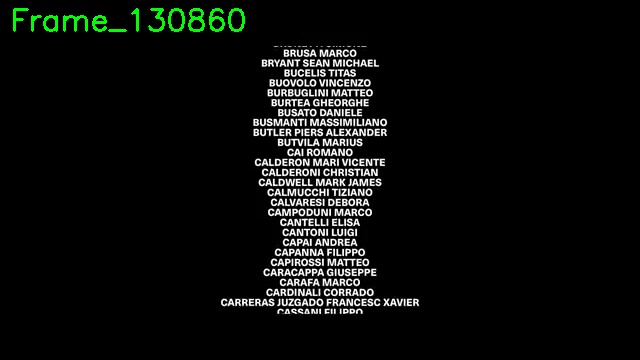 Frame_130860
BRUSA MARCO
BRYANT SEAN MICHAEL
BUCELIS TITAS
BUOVOLO VINCENZO
BURBUGLINI MATTEO
BURTEA GHEORGHE
BUSATO DANIELE
BUSMANTI MASSIMILIANO
BUTLER PIERS ALEXANDER
BUTVILA MARIUS
CAI ROMANO
CALDERON MARI VICENTE
CALDERONI CHRISTIAN
CALDWELL MARK JAMES
CALMUCCHI TIZIANO
CALVARESI DEBORA
CAMPODUNI MARCO
CANTELLI ELISA
CANTONI LUIGI
CAPAI ANDREA
CAPANNA FILIPPO
CAPIROSSI MATTEO
CARACAPPA GIUSEPPE
CARAFA MARCO
CARDINALI CORRADO
CARRERAS JUZGADO FRANCESC XAVIER
CASSANI FILIPPO